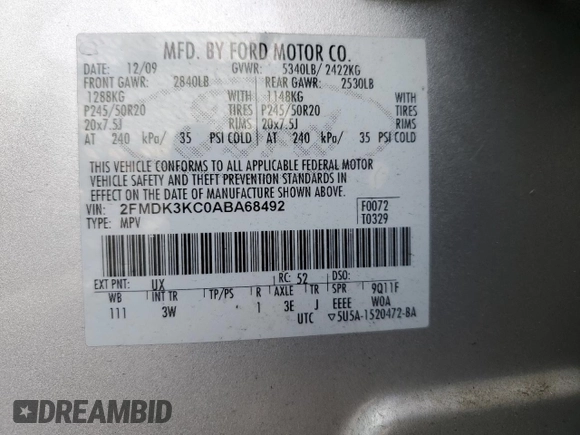 MFD. BY FORD MOTOR CO.
DATE: 12/09 GVWR: 5340LB/ 2422KG
FRONT GAWR: 2840LB REAR GAWR: 2530LB
1288KG WITH 1148KG WITH
P245/50R20 TIRES P245/50R20 TIRES
20x7.5J RIMS 20x7.5J RIMS
AT 240 kPa/ 35 PSI COLD AT 240 kPa/ 35 PSI COLD
THIS VEHICLE CONFORMS TO ALL APPLICABLE FEDERAL MOTOR
VEHICLE SAFETY AND THEFT PREVENTION STANDARDS IN
EFFECT ON THE DATE OF MANUFACTURE SHOWN ABOVE.
VIN: 2FMDK3KC0ABA68492 F0072
TYPE: MPV T0329
EXT PNT: UX RC: 52 DSO:
WB INT TR TP/PS R AXLE TR SPR 9Q11F
111 3W 1 3E J EEEE WOA
UTC ▽5U5A-1520472-BA
DREAMBID